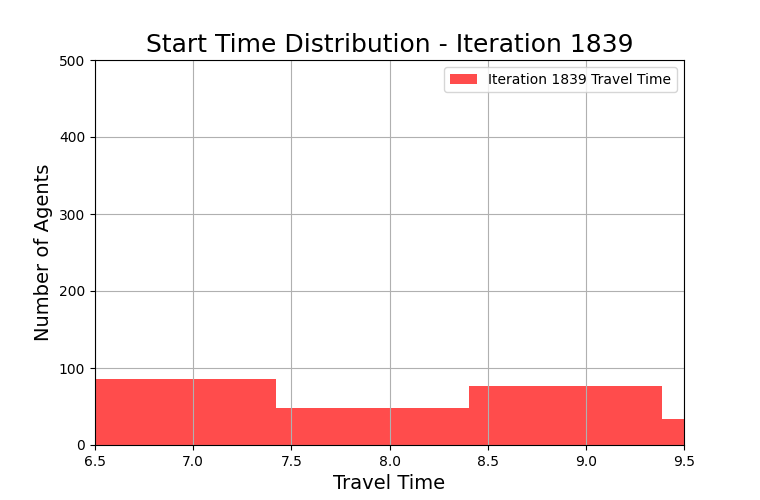 Start Time Distribution - Iteration 1839
Iteration 1839 Travel Time
Number of Agents
500
400
300
200
100
0
6.5 7.0 7.5 8.0 8.5 9.0 9.5
Travel Time